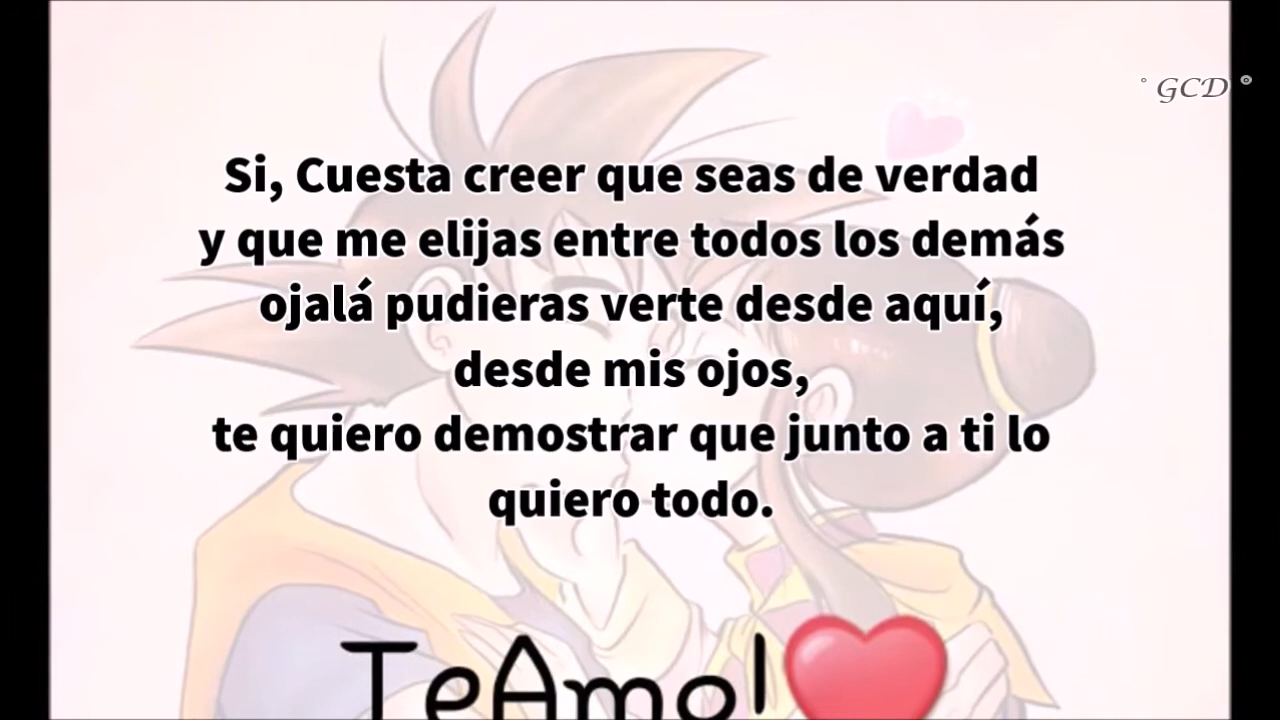 ° GCD °
Si, Cuesta creer que seas de verdad
y que me elijas entre todos los demás
ojalá pudieras verte desde aquí,
desde mis ojos,
te quiero demostrar que junto a ti lo
quiero todo.
TeAmo!